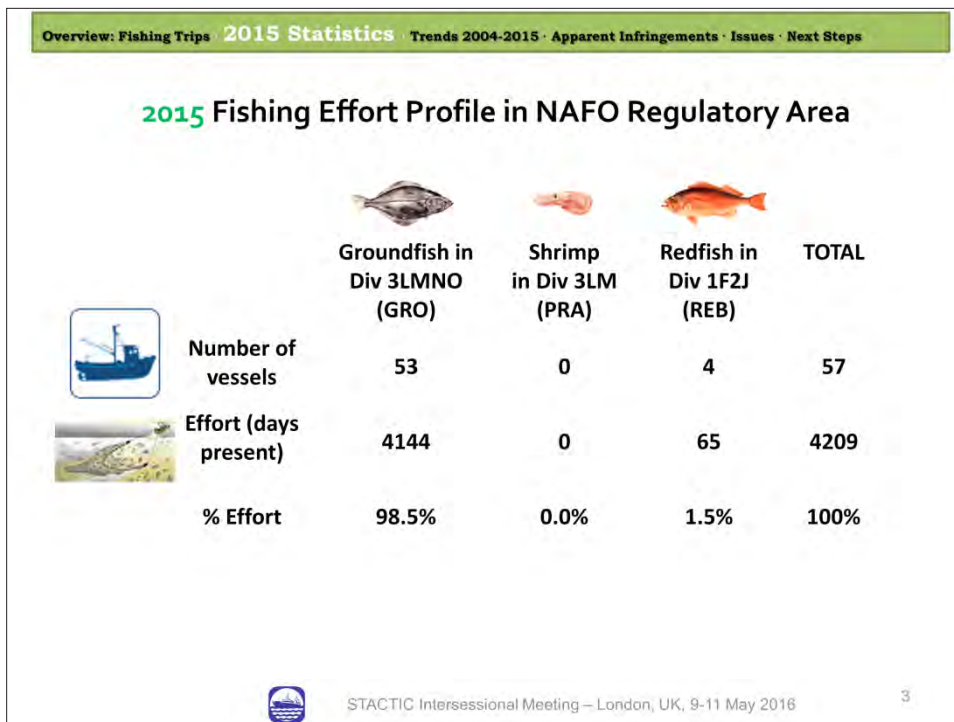 Overview: Fishing Trips · 2015 Statistics · Trends 2004-2015 · Apparent Infringements · Issues · Next Steps
2015 Fishing Effort Profile in NAFO Regulatory Area
Groundfish in Shrimp Redfish in TOTAL
Div 3LMNO in Div 3LM Div 1F2J
(GRO) (PRA) (REB)
Number of
vessels 53 0 4 57
Effort (days
present) 4144 0 65 4209
% Effort 98.5% 0.0% 1.5% 100%
STACTIC Intersessional Meeting – London, UK, 9-11 May 2016 3